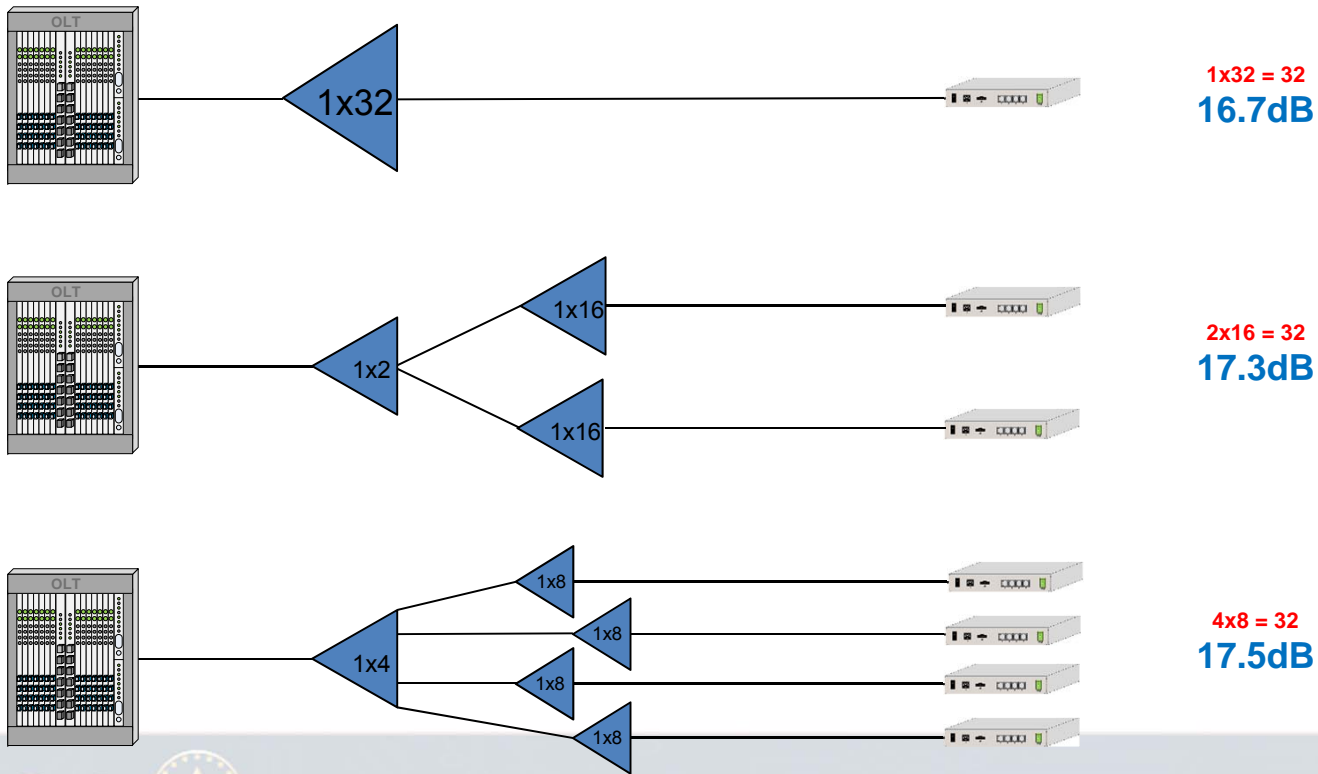 OLT
1x32
1x32 = 32
16.7dB
OLT
1x2
1x16
1x16
2x16 = 32
17.3dB
OLT
1x4
1x8
1x8
1x8
1x8
4x8 = 32
17.5dB